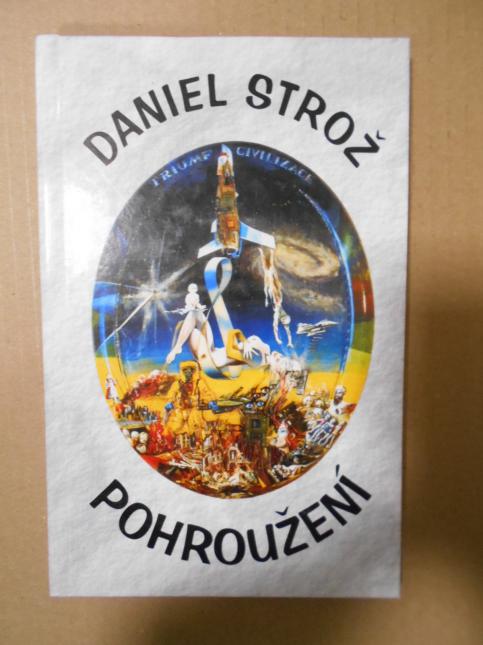 DANIEL STROŽ
TRIUMF CIVILIZACE
POHROUŽENÍ